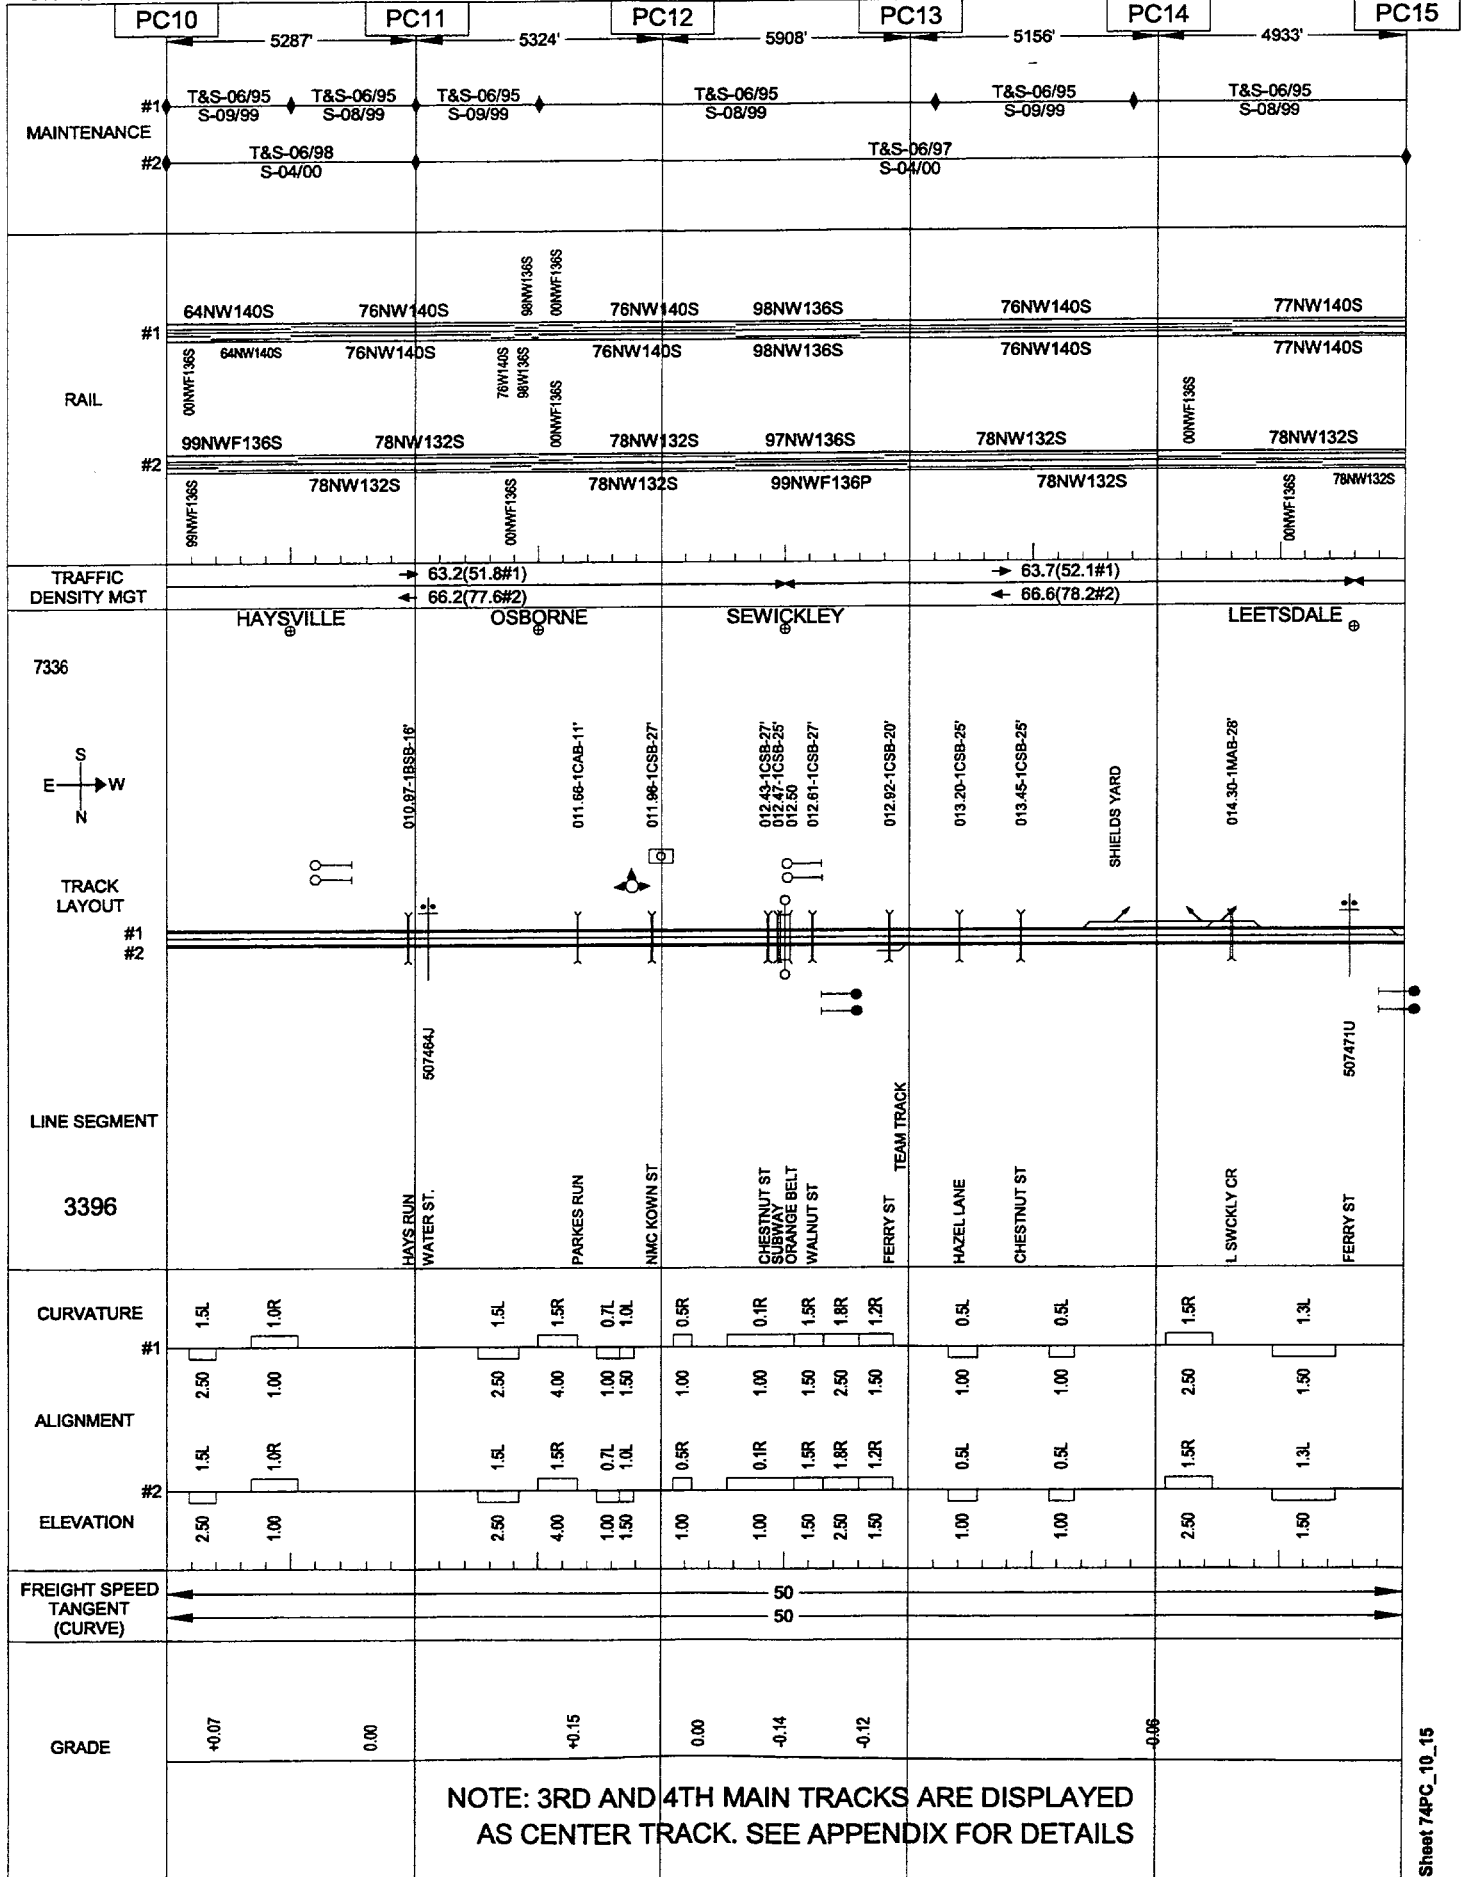 PC10 PC11 PC12 PC13 PC14 PC15
5287' 5324' 5908' 5156' 4933'
MAINTENANCE
#1
T&S-06/95 T&S-06/95 T&S-06/95 T&S-06/95 T&S-06/95 T&S-06/95
S-09/99 S-08/99 S-09/99 S-08/99 S-09/99 S-08/99
#2
T&S-06/98 T&S-06/97
S-04/00 S-04/00
RAIL
98NW136S 00NWF136S
64NW140S 76NW140S 76NW140S 98NW136S 76NW140S 77NW140S
#1
64NW140S 76NW140S 76NW140S 98NW136S 76NW140S 77NW140S
00NWF136S 76W140S 98W136S 00NWF136S 00NWF136S
99NWF136S 78NW132S 78NW132S 97NW136S 78NW132S 78NW132S
#2
78NW132S 78NW132S 99NWF136P 78NW132S 78NW132S
99NWF136S 00NWF136S 00NWF136S
TRAFFIC
DENSITY MGT
63.2(51.8#1) 63.7(52.1#1)
66.2(77.6#2) 66.6(78.2#2)
HAYSVILLE OSBORNE SEWICKLEY LEETSDALE
7336
S
E W
N
010.97-1BSB-16'
011.66-1CAB-11'
011.96-1CSB-27'
012.43-1CSB-27'
012.47-1CSB-25'
012.50
012.61-1CSB-27'
012.92-1CSB-20'
013.20-1CSB-25'
013.45-1CSB-25'
SHIELDS YARD
014.30-1MAB-28'
TRACK
LAYOUT
#1
#2
507464J
507471U
LINE SEGMENT
3396
HAYS RUN
WATER ST.
PARKES RUN
NMC KOWN ST
CHESTNUT ST
SUBWAY
ORANGE BELT
WALNUT ST
FERRY ST
TEAM TRACK
HAZEL LANE
CHESTNUT ST
L SWCKLY CR
FERRY ST
CURVATURE
1.5L 1.0R 1.5L 1.5R 0.7L 1.0L 0.5R 0.1R 1.5R 1.8R 1.2R 0.5L 0.5L 1.5R 1.3L
#1
2.50 1.00 2.50 4.00 1.00 1.50 1.00 1.00 1.50 2.50 1.50 1.00 1.00 2.50 1.50
ALIGNMENT
1.5L 1.0R 1.5L 1.5R 0.7L 1.0L 0.5R 0.1R 1.5R 1.8R 1.2R 0.5L 0.5L 1.5R 1.3L
#2
ELEVATION
2.50 1.00 2.50 4.00 1.00 1.50 1.00 1.00 1.50 2.50 1.50 1.00 1.00 2.50 1.50
FREIGHT SPEED
TANGENT
(CURVE)
50
50
GRADE
+0.07 0.00 +0.15 0.00 -0.14 -0.12 -0.06
NOTE: 3RD AND 4TH MAIN TRACKS ARE DISPLAYED
AS CENTER TRACK. SEE APPENDIX FOR DETAILS
Sheet 74PC_10_15